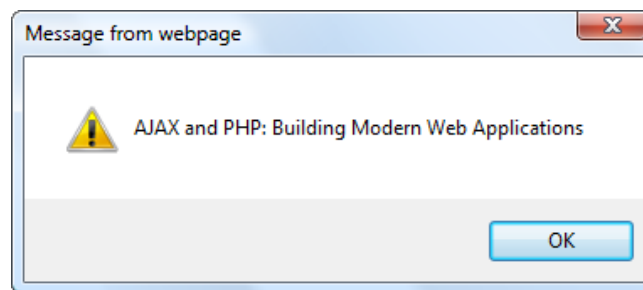 Message from webpage
AJAX and PHP: Building Modern Web Applications
OK